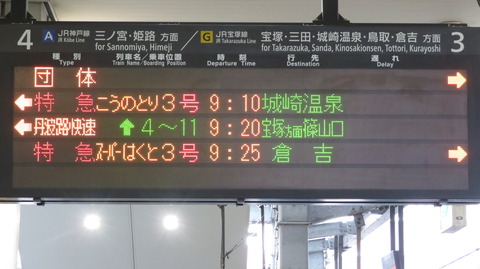 4 A JR神戸線 三ノ宮・姫路 方面 G JR宝塚線 宝塚・三田・城崎温泉・鳥取・倉吉 方面 3
JR Kobe Line for Sannomiya, Himeji JR Takarazuka Line for Takarazuka, Sanda, Kinosakionsen, Tottori, Kurayoshi
種別 列車名/乗車位置 時刻 行先 遅れ
Type Train Name/Boarding Position Departure Time Destination Delay
団体 →
← 特急 こうのとり3号 9:10 城崎温泉
← 丹波路快速 ↑4~11 9:20 宝塚方面篠山口
特急 スーパーはくと3号 9:25 倉吉 →